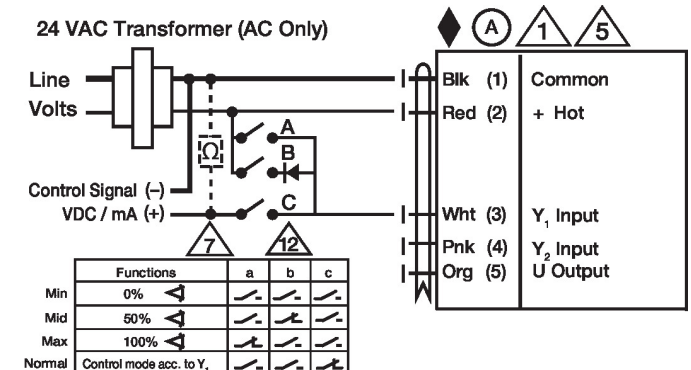 24 VAC Transformer (AC Only)
A 1 5
Line
Volts
Blk (1) Common
Red (2) + Hot
A
B
Ω
C
Control Signal (–)
VDC / mA (+)
Wht (3) Y1 Input
Pnk (4) Y2 Input
Org (5) U Output
7
12
Functions a b c
Min 0%
Mid 50%
Max 100%
Normal Control mode acc. to Y1